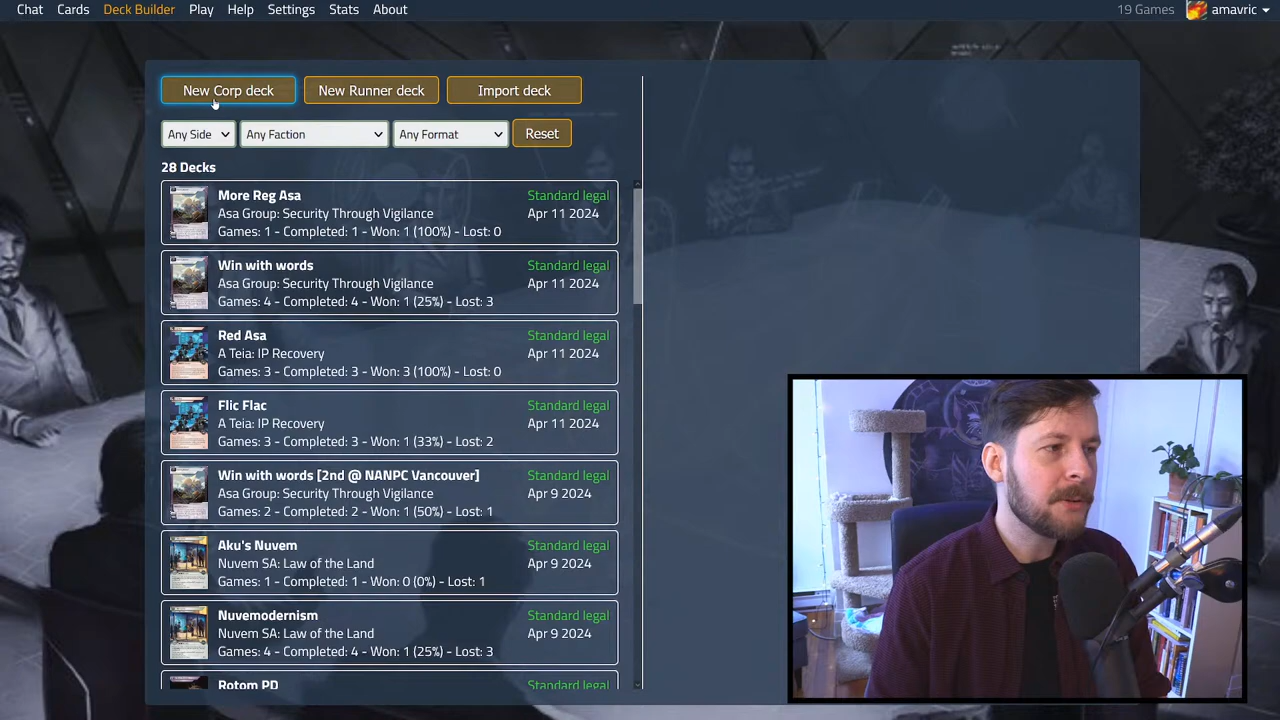 Chat Cards Deck Builder Play Help Settings Stats About 19 Games amavric
New Corp deck New Runner deck Import deck
Any Side Any Faction Any Format Reset
28 Decks
More Reg Asa Standard legal
Asa Group: Security Through Vigilance Apr 11 2024
Games: 1 - Completed: 1 - Won: 1 (100%) - Lost: 0
Win with words Standard legal
Asa Group: Security Through Vigilance Apr 11 2024
Games: 4 - Completed: 4 - Won: 1 (25%) - Lost: 3
Red Asa Standard legal
A Teia: IP Recovery Apr 11 2024
Games: 3 - Completed: 3 - Won: 3 (100%) - Lost: 0
Flic Flac Standard legal
A Teia: IP Recovery Apr 11 2024
Games: 3 - Completed: 3 - Won: 1 (33%) - Lost: 2
Win with words [2nd @ NANPC Vancouver] Standard legal
Asa Group: Security Through Vigilance Apr 9 2024
Games: 2 - Completed: 2 - Won: 1 (50%) - Lost: 1
Aku's Nuvem Standard legal
Nuvem SA: Law of the Land Apr 9 2024
Games: 1 - Completed: 1 - Won: 0 (0%) - Lost: 1
Nuvemodernism Standard legal
Nuvem SA: Law of the Land Apr 9 2024
Games: 4 - Completed: 4 - Won: 1 (25%) - Lost: 3
Rotom PD Standard legal